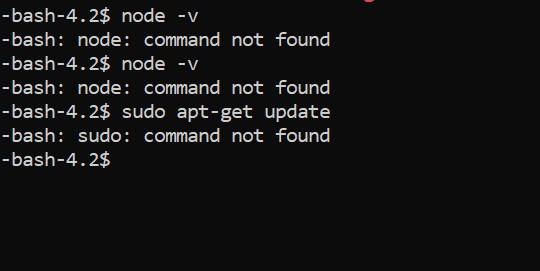 -bash-4.2$ node -v
-bash: node: command not found
-bash-4.2$ node -v
-bash: node: command not found
-bash-4.2$ sudo apt-get update
-bash: sudo: command not found
-bash-4.2$